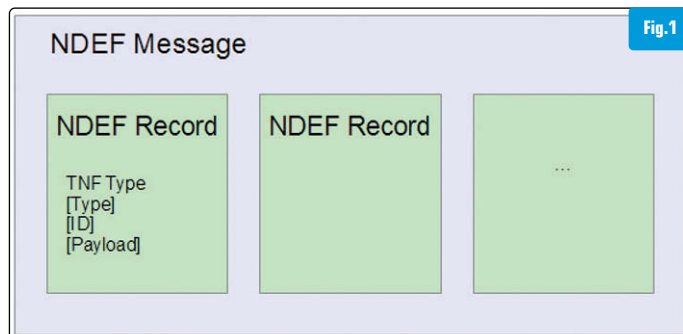 Fig.1
NDEF Message
NDEF Record
TNF Type
[Type]
[ID]
[Payload]
NDEF Record
...